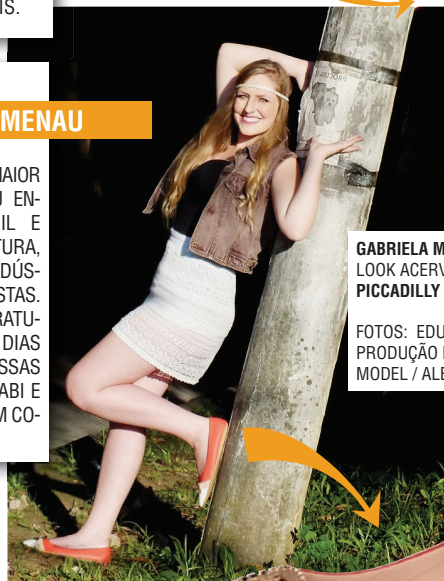 IS.
MENAU
MAIOR
U EN-
IL E
TURA,
DÚS-
STAS.
RATU-
DIAS
SSAS
ABI E
M CO-
GABRIELA M
LOOK ACERV
PICCADILLY
FOTOS: EDU
PRODUÇÃO
MODEL / ALE